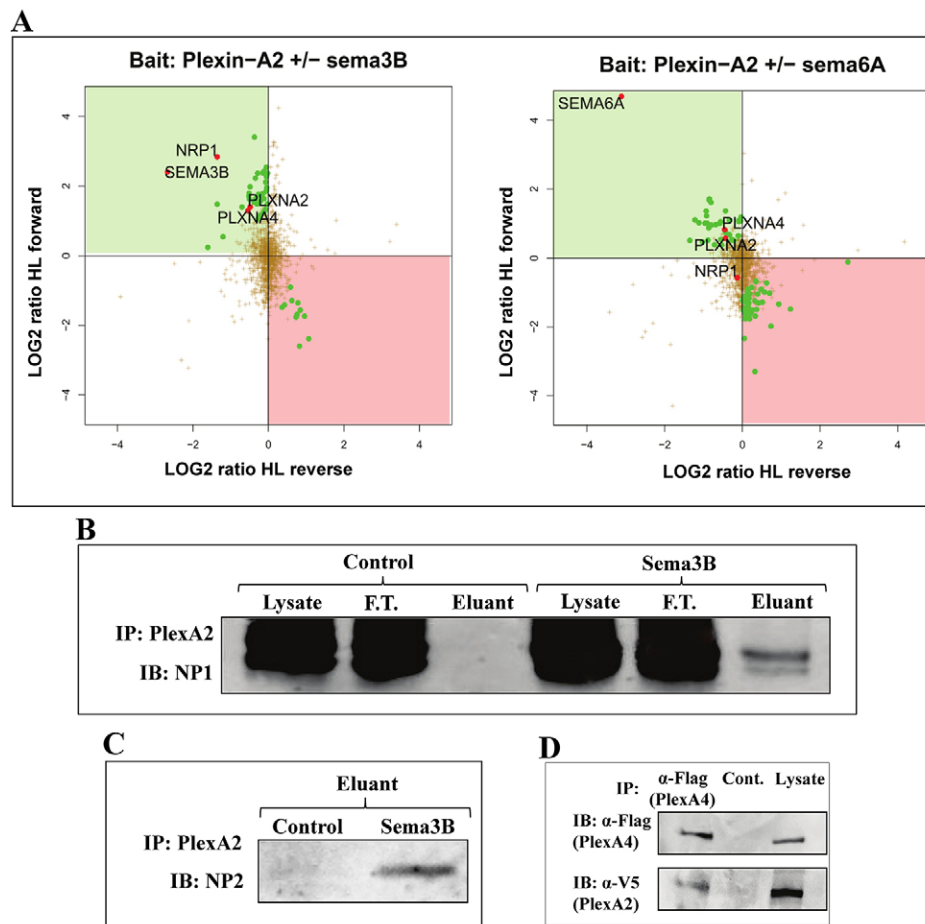 A
Bait: Plexin−A2 +/− sema3B
LOG2 ratio HL forward
4
2
0
−2
−4
NRP1
SEMA3B
PLXNA2
PLXNA4
−4 −2 0 2 4
LOG2 ratio HL reverse
Bait: Plexin−A2 +/− sema6A
LOG2 ratio HL forward
4
2
0
−2
−4
SEMA6A
PLXNA4
PLXNA2
NRP1
−4 −2 0 2 4
LOG2 ratio HL reverse
B
Control Sema3B
Lysate F.T. Eluant Lysate F.T. Eluant
IP: PlexA2
IB: NP1
C
Eluant
Control Sema3B
IP: PlexA2
IB: NP2
D
IP: α-Flag Cont. Lysate
(PlexA4)
IB: α-Flag
(PlexA4)
IB: α-V5
(PlexA2)